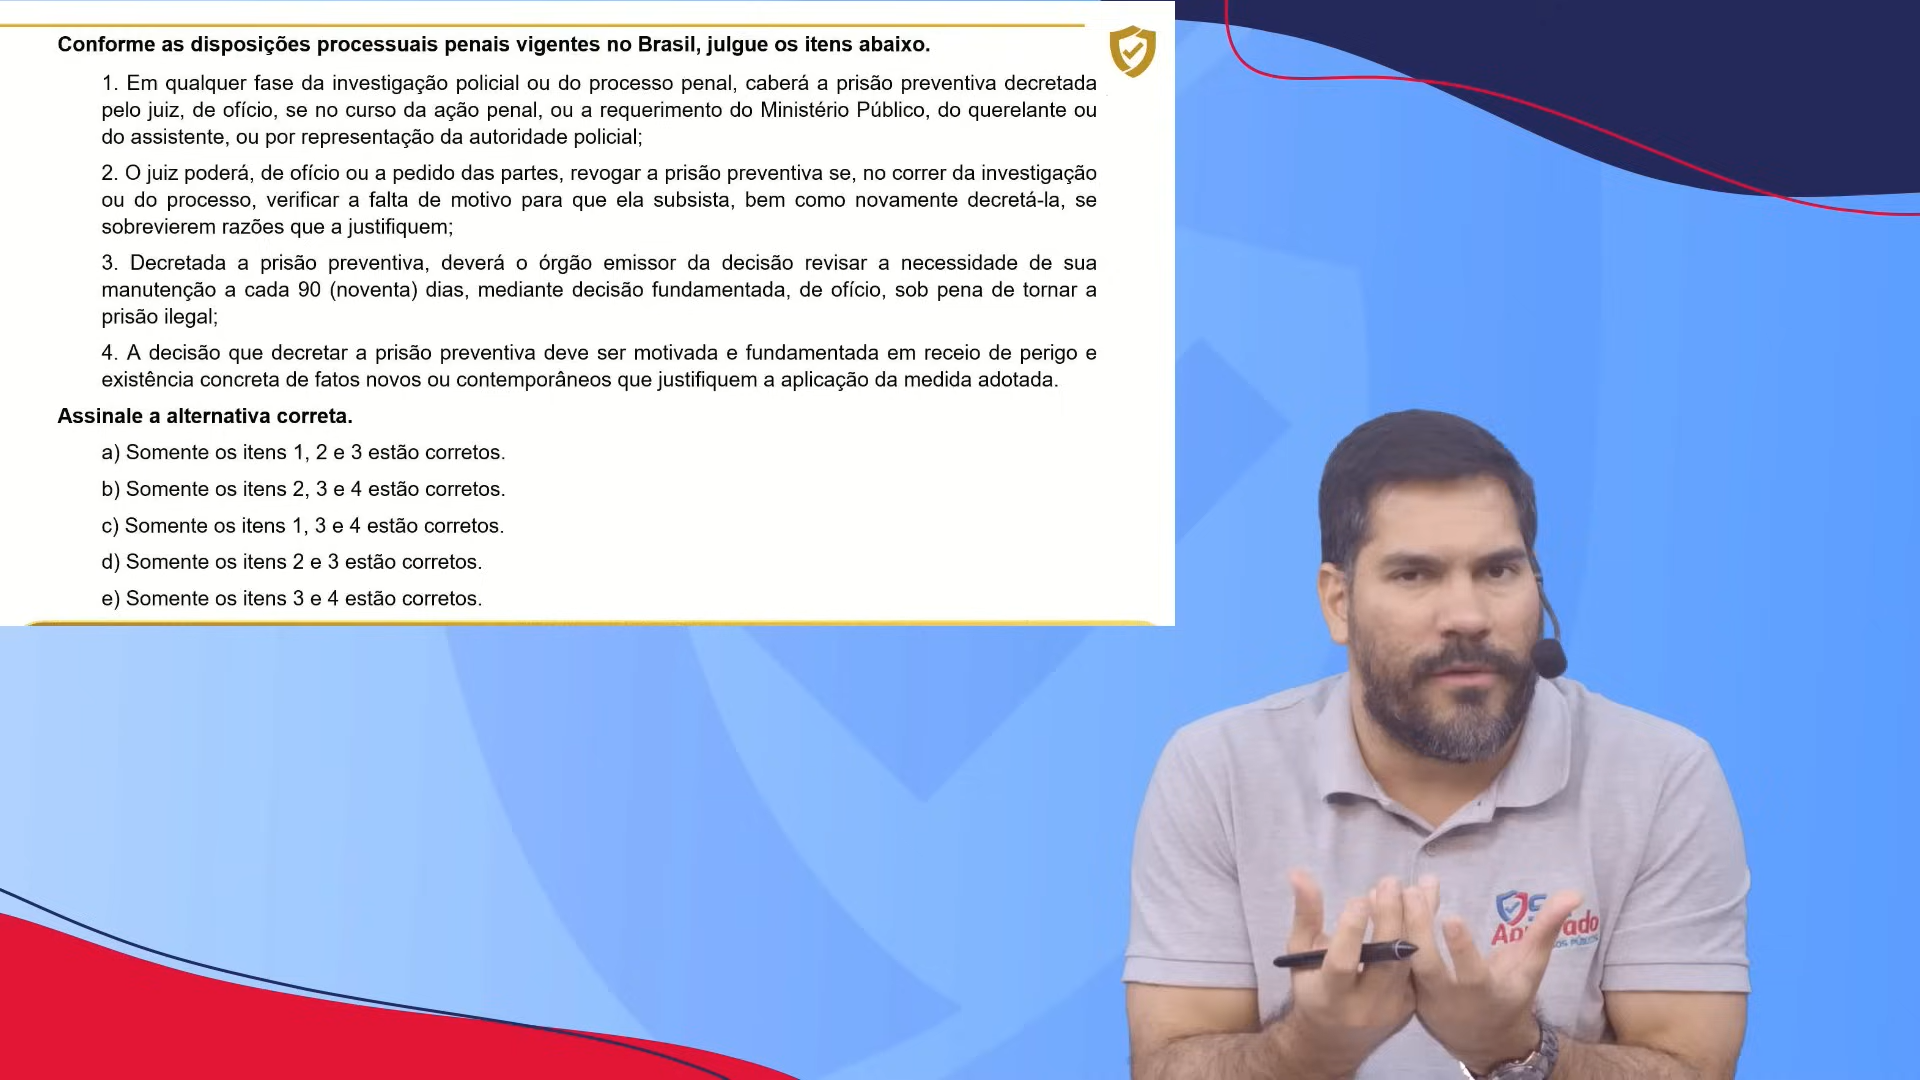 Conforme as disposições processuais penais vigentes no Brasil, julgue os itens abaixo.
1. Em qualquer fase da investigação policial ou do processo penal, caberá a prisão preventiva decretada
pelo juiz, de ofício, se no curso da ação penal, ou a requerimento do Ministério Público, do querelante ou
do assistente, ou por representação da autoridade policial;
2. O juiz poderá, de ofício ou a pedido das partes, revogar a prisão preventiva se, no correr da investigação
ou do processo, verificar a falta de motivo para que ela subsista, bem como novamente decretá-la, se
sobrevierem razões que a justifiquem;
3. Decretada a prisão preventiva, deverá o órgão emissor da decisão revisar a necessidade de sua
manutenção a cada 90 (noventa) dias, mediante decisão fundamentada, de ofício, sob pena de tornar a
prisão ilegal;
4. A decisão que decretar a prisão preventiva deve ser motivada e fundamentada em receio de perigo e
existência concreta de fatos novos ou contemporâneos que justifiquem a aplicação da medida adotada.
Assinale a alternativa correta.
a) Somente os itens 1, 2 e 3 estão corretos.
b) Somente os itens 2, 3 e 4 estão corretos.
c) Somente os itens 1, 3 e 4 estão corretos.
d) Somente os itens 2 e 3 estão corretos.
e) Somente os itens 3 e 4 estão corretos.